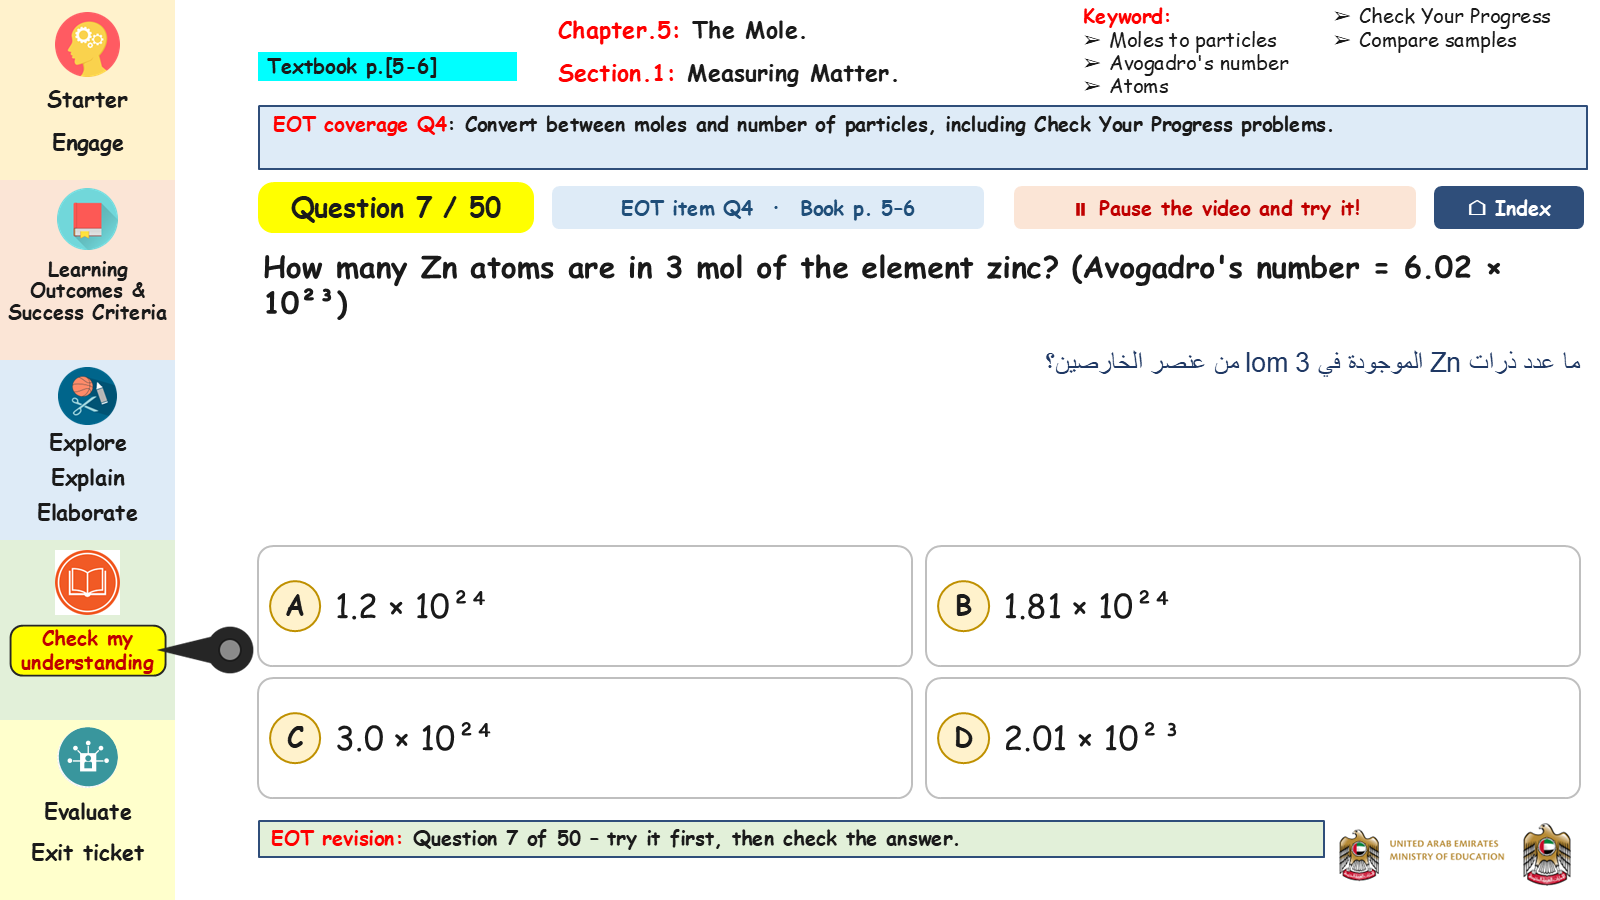 Starter
Engage
Learning
Outcomes &
Success Criteria
Explore
Explain
Elaborate
Check my
understanding
Evaluate
Exit ticket
Textbook p.[5-6]
Chapter.5: The Mole.
Section.1: Measuring Matter.
Keyword:
➢ Moles to particles
➢ Avogadro's number
➢ Atoms
➢ Check Your Progress
➢ Compare samples
EOT coverage Q4: Convert between moles and number of particles, including Check Your Progress problems.
Question 7 / 50
EOT item Q4 · Book p. 5-6
⏸ Pause the video and try it!
⌂ Index
How many Zn atoms are in 3 mol of the element zinc? (Avogadro's number = 6.02 ×
10²³)
ما عدد ذرات Zn الموجودة في 3 lom من عنصر الخارصين؟
A 1.2 × 10²⁴
B 1.81 × 10²⁴
C 3.0 × 10²⁴
D 2.01 × 10²³
EOT revision: Question 7 of 50 – try it first, then check the answer.
UNITED ARAB EMIRATES
MINISTRY OF EDUCATION